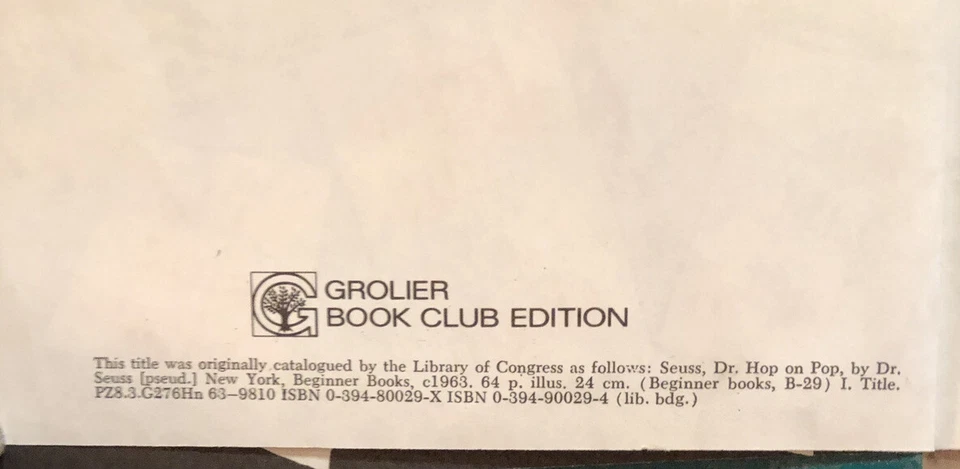 GROLIER
BOOK CLUB EDITION
This title was originally catalogued by the Library of Congress as follows: Seuss, Dr. Hop on Pop, by Dr.
Seuss [pseud.] New York, Beginner Books, c1963. 64 p. illus. 24 cm. (Beginner books, B-29) I. Title.
PZ8.3.G276Hn 63–9810 ISBN 0-394-80029-X ISBN 0-394-90029-4 (lib. bdg.)